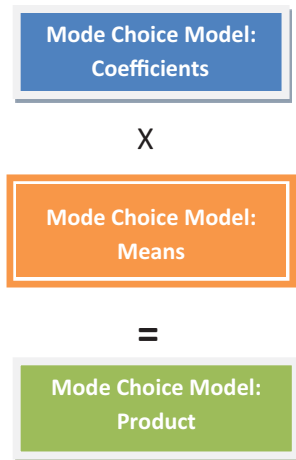 Mode Choice Model:
Coefficients
X
Mode Choice Model:
Means
=
Mode Choice Model:
Product